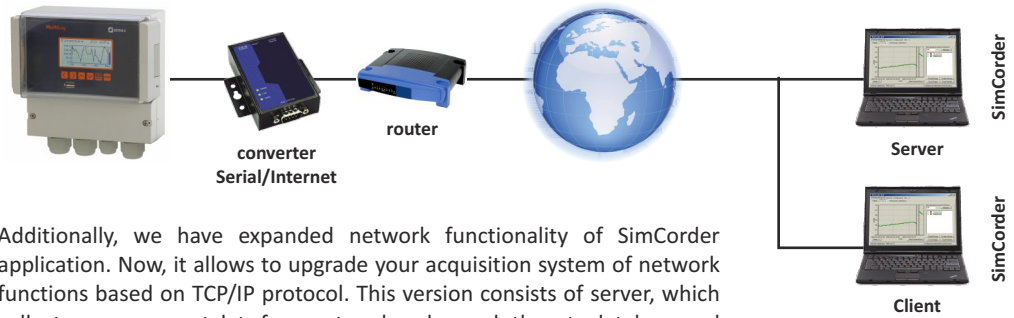 converter
Serial/Internet
router
SimCorder
Server
SimCorder
Client
Additionally, we have expanded network functionality of SimCorder
application. Now, it allows to upgrade your acquisition system of network
functions based on TCP/IP protocol. This version consists of server, which